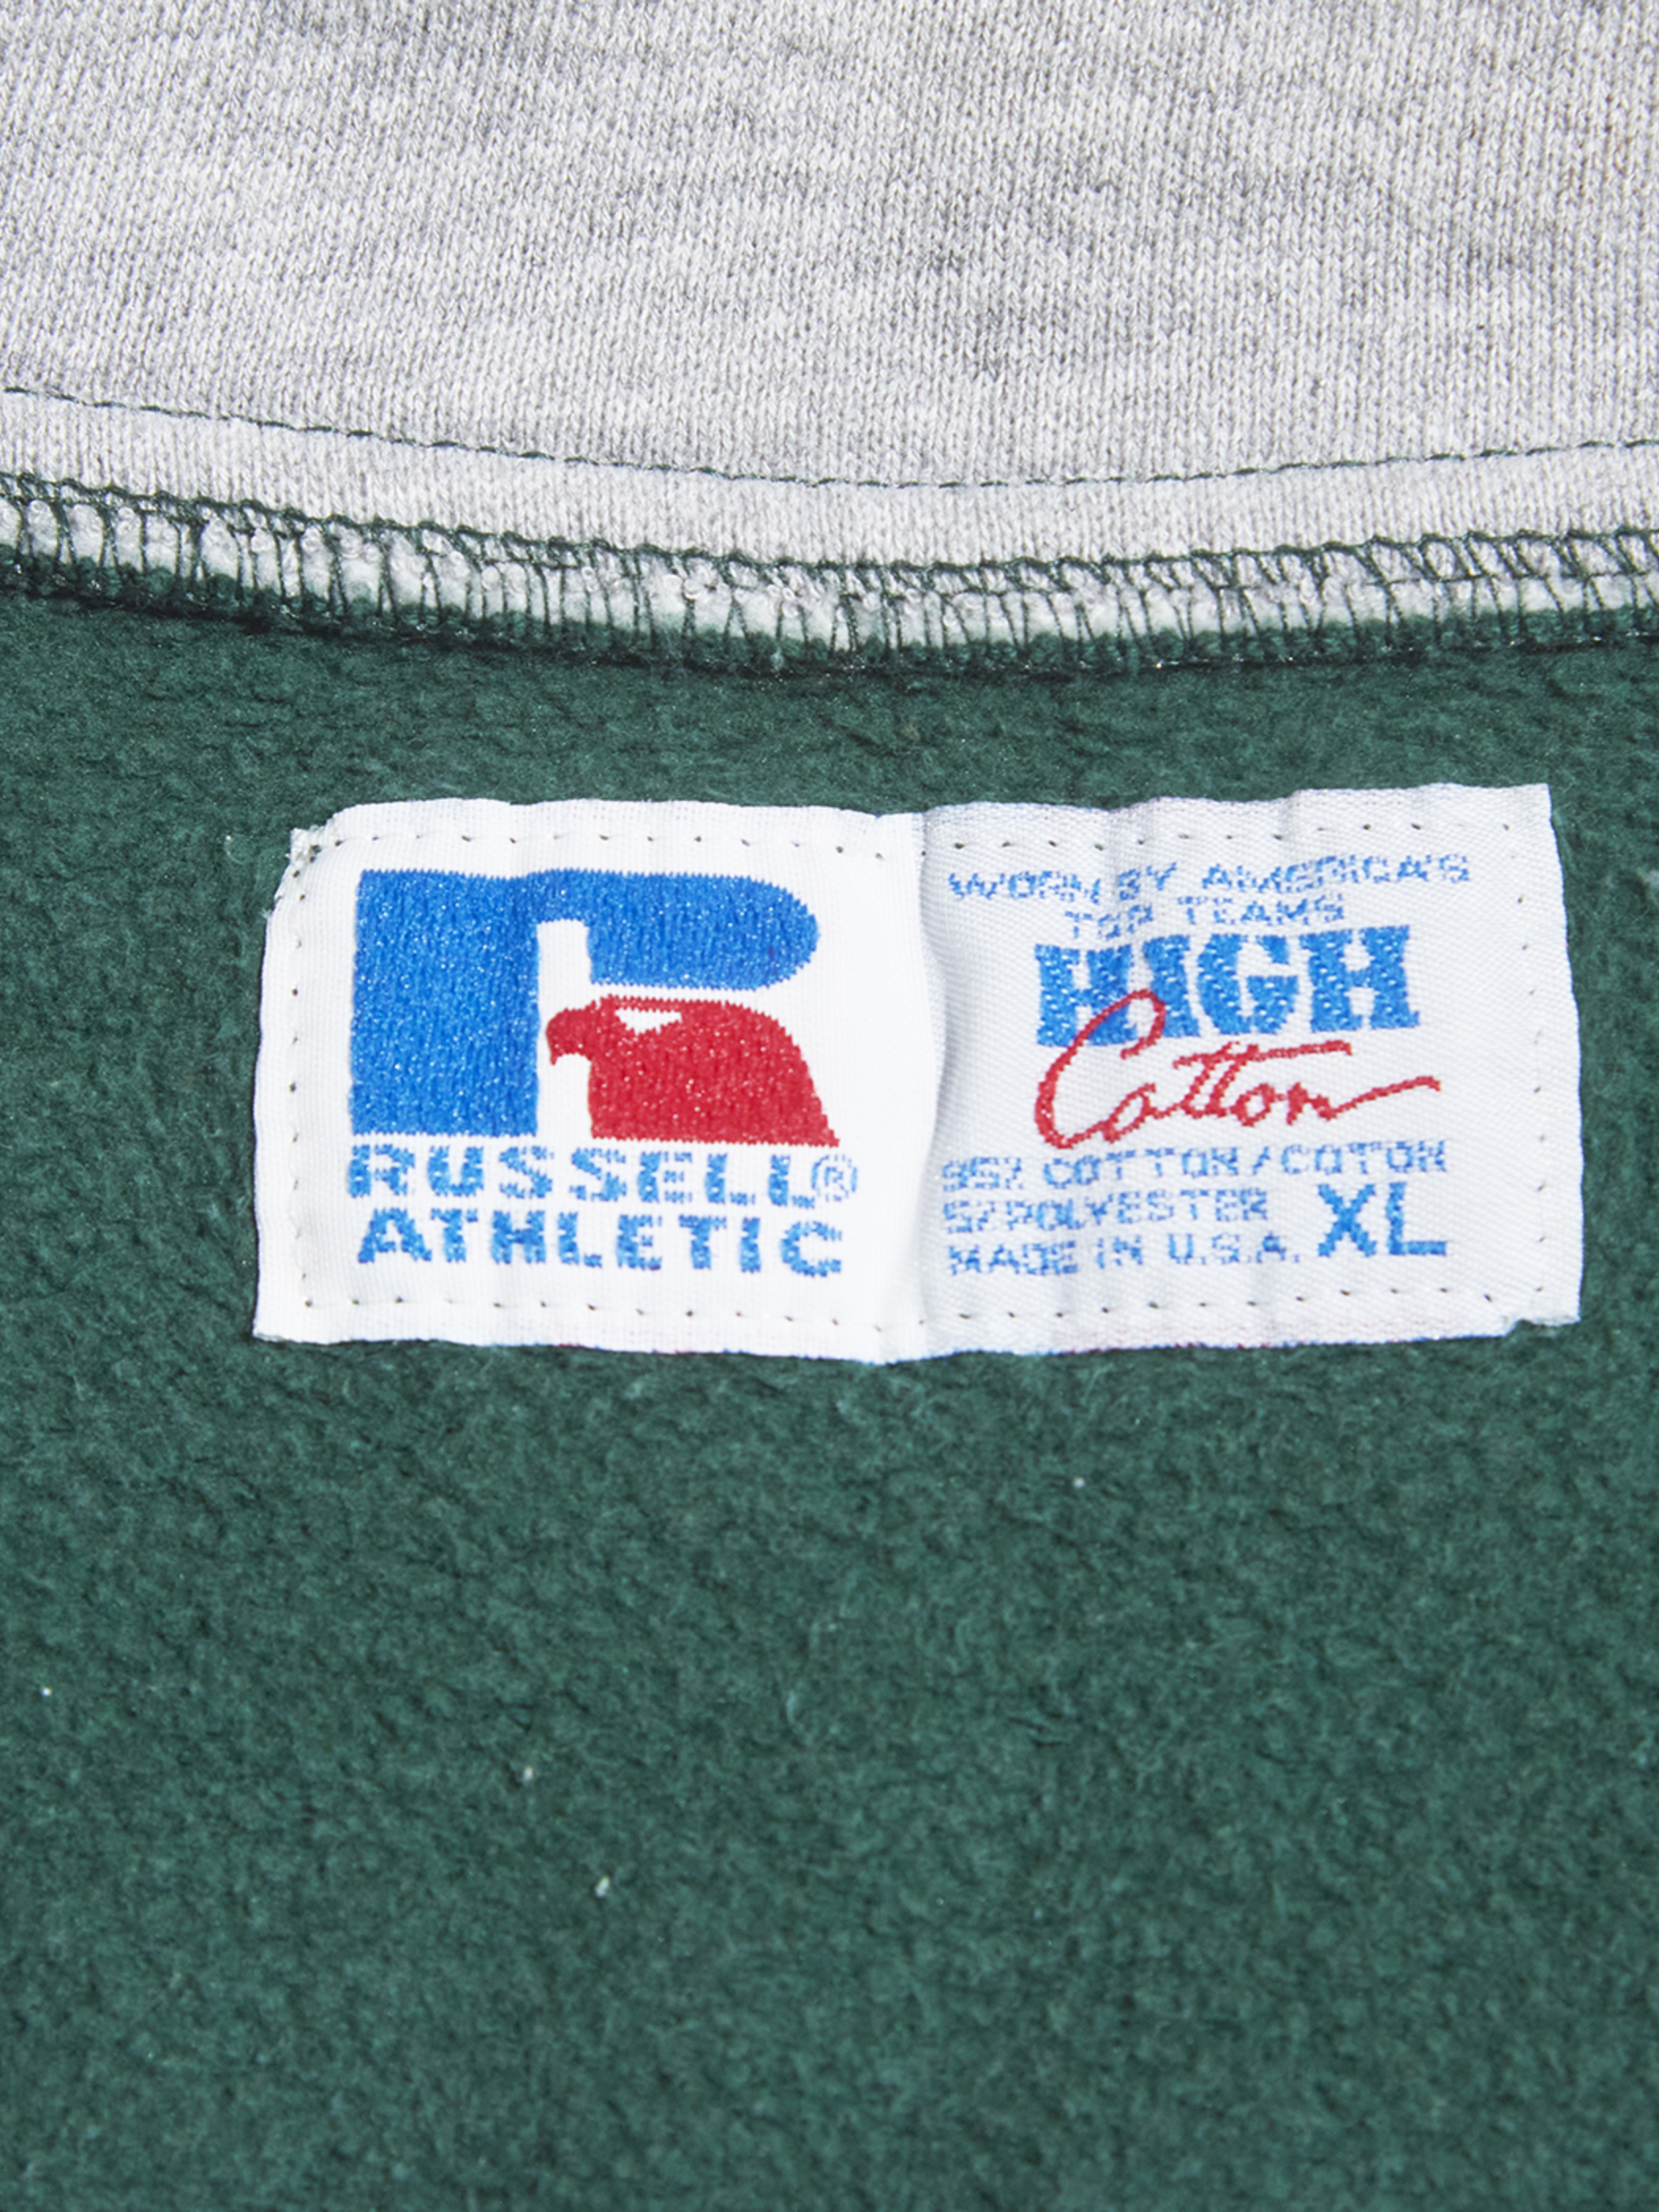 RUSSELL®
ATHLETIC
WORN BY AMERICA'S
TOP TEAMS
HIGH
Cotton
95% COTTON/COTON
5% POLYESTER
MADE IN U.S.A. XL